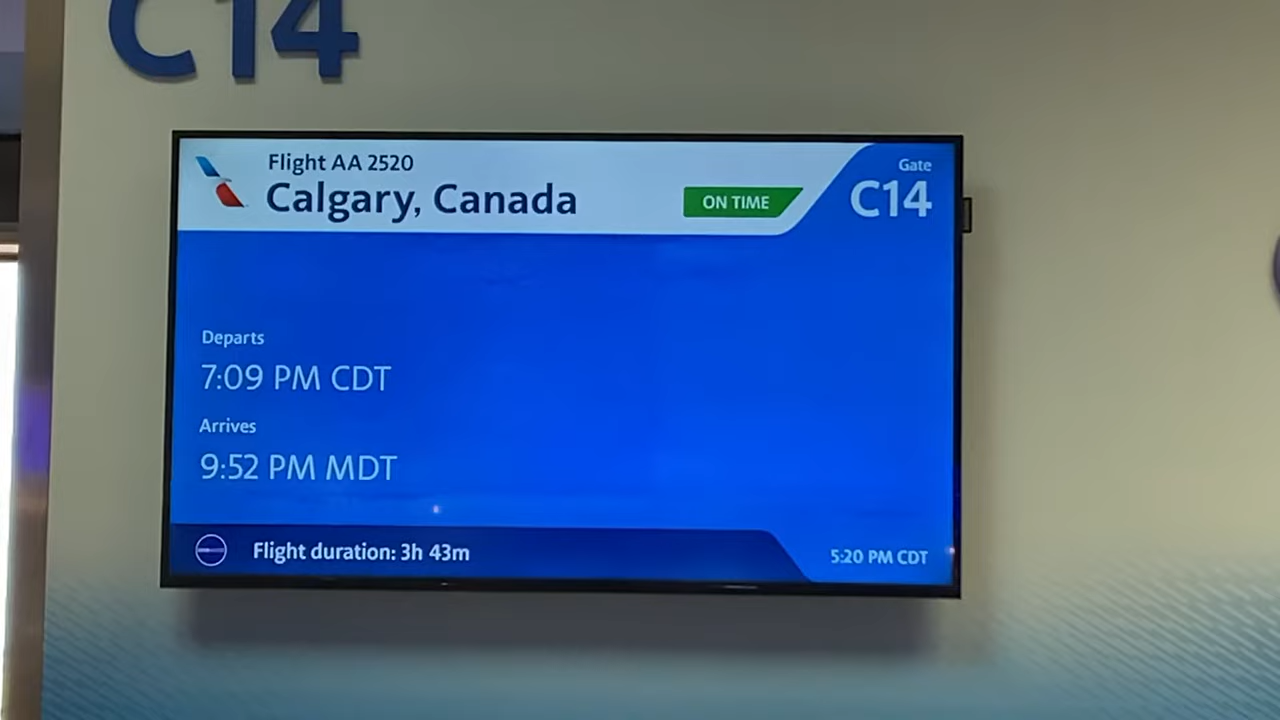 C14
Flight AA 2520
Calgary, Canada
ON TIME
Gate
C14
Departs
7:09 PM CDT
Arrives
9:52 PM MDT
Flight duration: 3h 43m
5:20 PM CDT